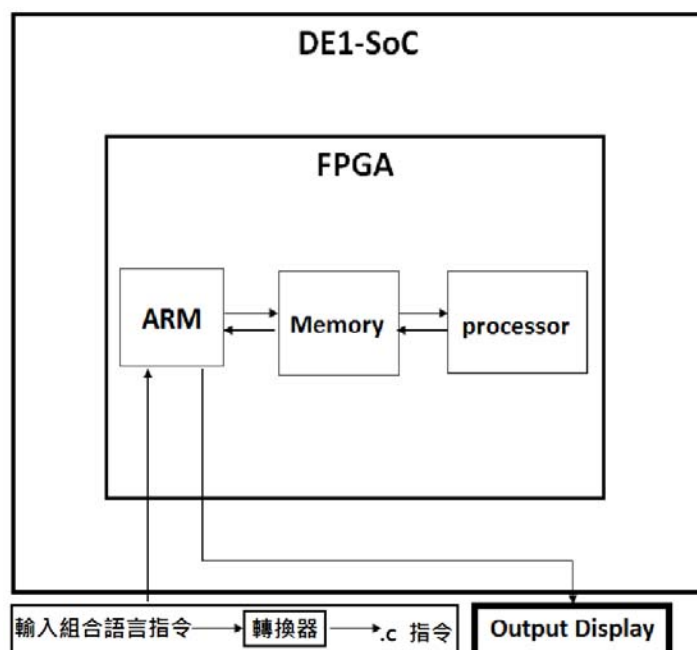 DE1-SoC
FPGA
ARM
Memory
processor
輸入組合語言指令
轉換器
.c 指令
Output Display